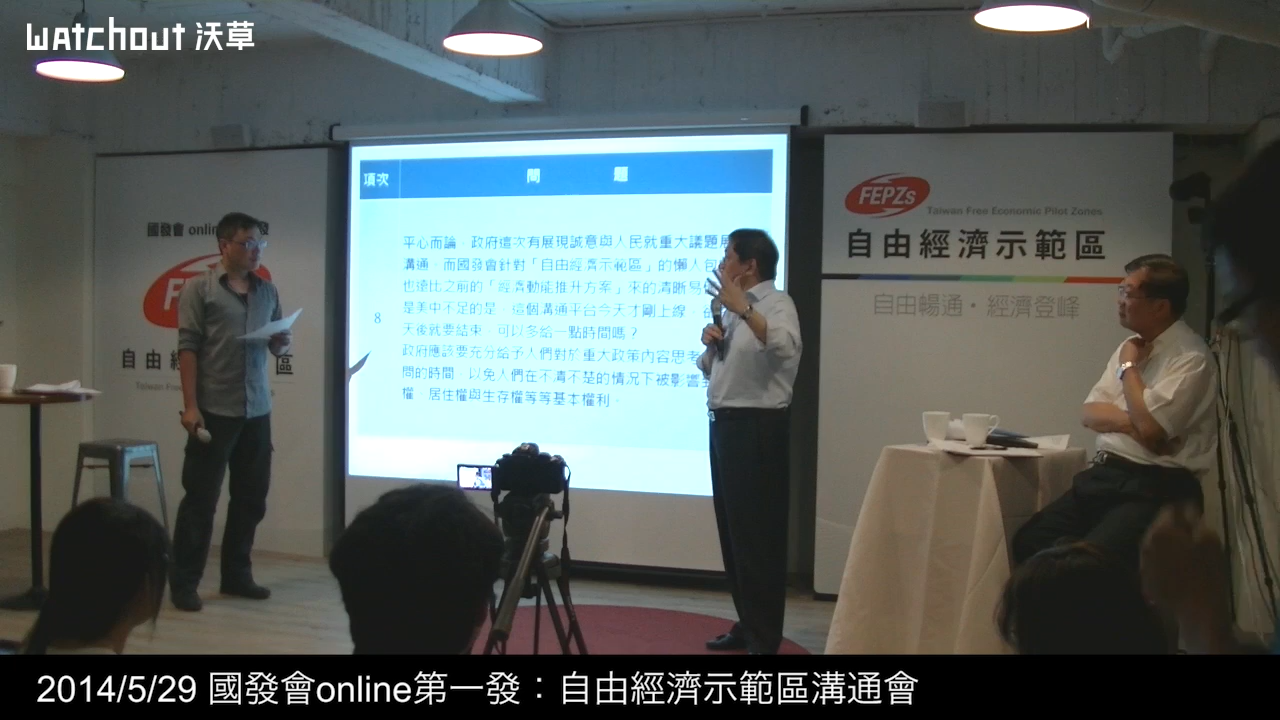 watchout 沃草
國發會 online
發
自由經
區
Taiwan Free
項次 問題
8
平心而論，政府這次有展現誠意與人民就重大議題展
溝通，而國發會針對「自由經濟示範區」的懶人包
也遠比之前的「經濟動能推升方案」來的清晰易
是美中不足的是，這個溝通平台今天才剛上線，
天後就要結束，可以多給一點時間嗎？
政府應該要充分給予人們對於重大政策內容思考
問的時間，以免人們在不清不楚的情況下被影響
權、居住權與生存權等等基本權利。
FEPZs
Taiwan Free Economic Pilot Zones
自由經濟示範區
自由暢通·經濟登峰
2014/5/29 國發會online第一發：自由經濟示範區溝通會